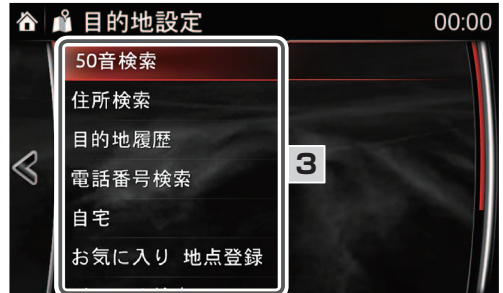 目的地設定 00:00
50音検索
住所検索
目的地履歴
電話番号検索
3
自宅
お気に入り 地点登録